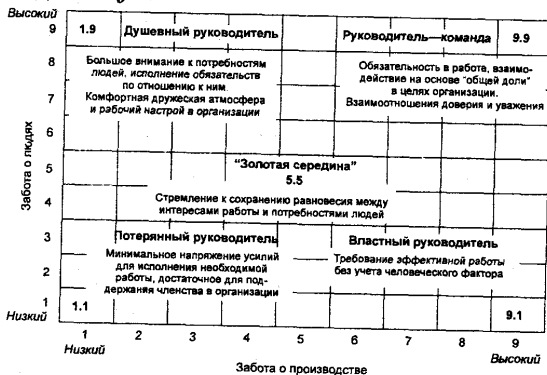 Высокий
9 1.9 Душевный руководитель Руководитель—команда 9.9
8 Большое внимание к потребностям
людей, исполнение обязательств
по отношению к ним.
Комфортная дружеская атмосфера
и рабочий настрой в организации
Обязательность в работе, взаимо-
действие на основе "общей доли"
в целях организации.
Взаимоотношения доверия и уважения
7
6
Забота о людях
5 "Золотая середина"
5.5
4 Стремление к сохранению равновесия между
интересами работы и потребностями людей
3 Потерянный руководитель Властный руководитель
2 Минимальное напряжение усилий
для исполнения необходимой
работы, достаточное для под-
держания членства в организации
Требование эффективной работы
без учета человеческого фактора
1 1.1 9.1
Низкий
1 2 3 4 5 6 7 8 9
Низкий Высокий
Забота о производстве